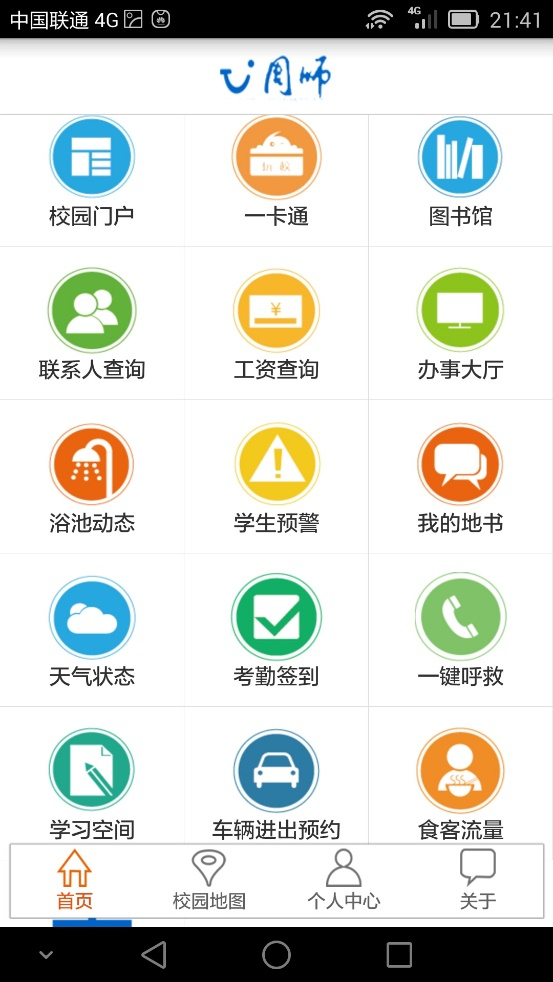 中国联通 4G
4G
21:41
周师
校园门户
一卡通
图书馆
联系人查询
¥
工资查询
办事大厅
浴池动态
学生预警
我的地书
天气状态
考勤签到
一键呼救
学习空间
车辆进出预约
食客流量
首页
校园地图
个人中心
关于